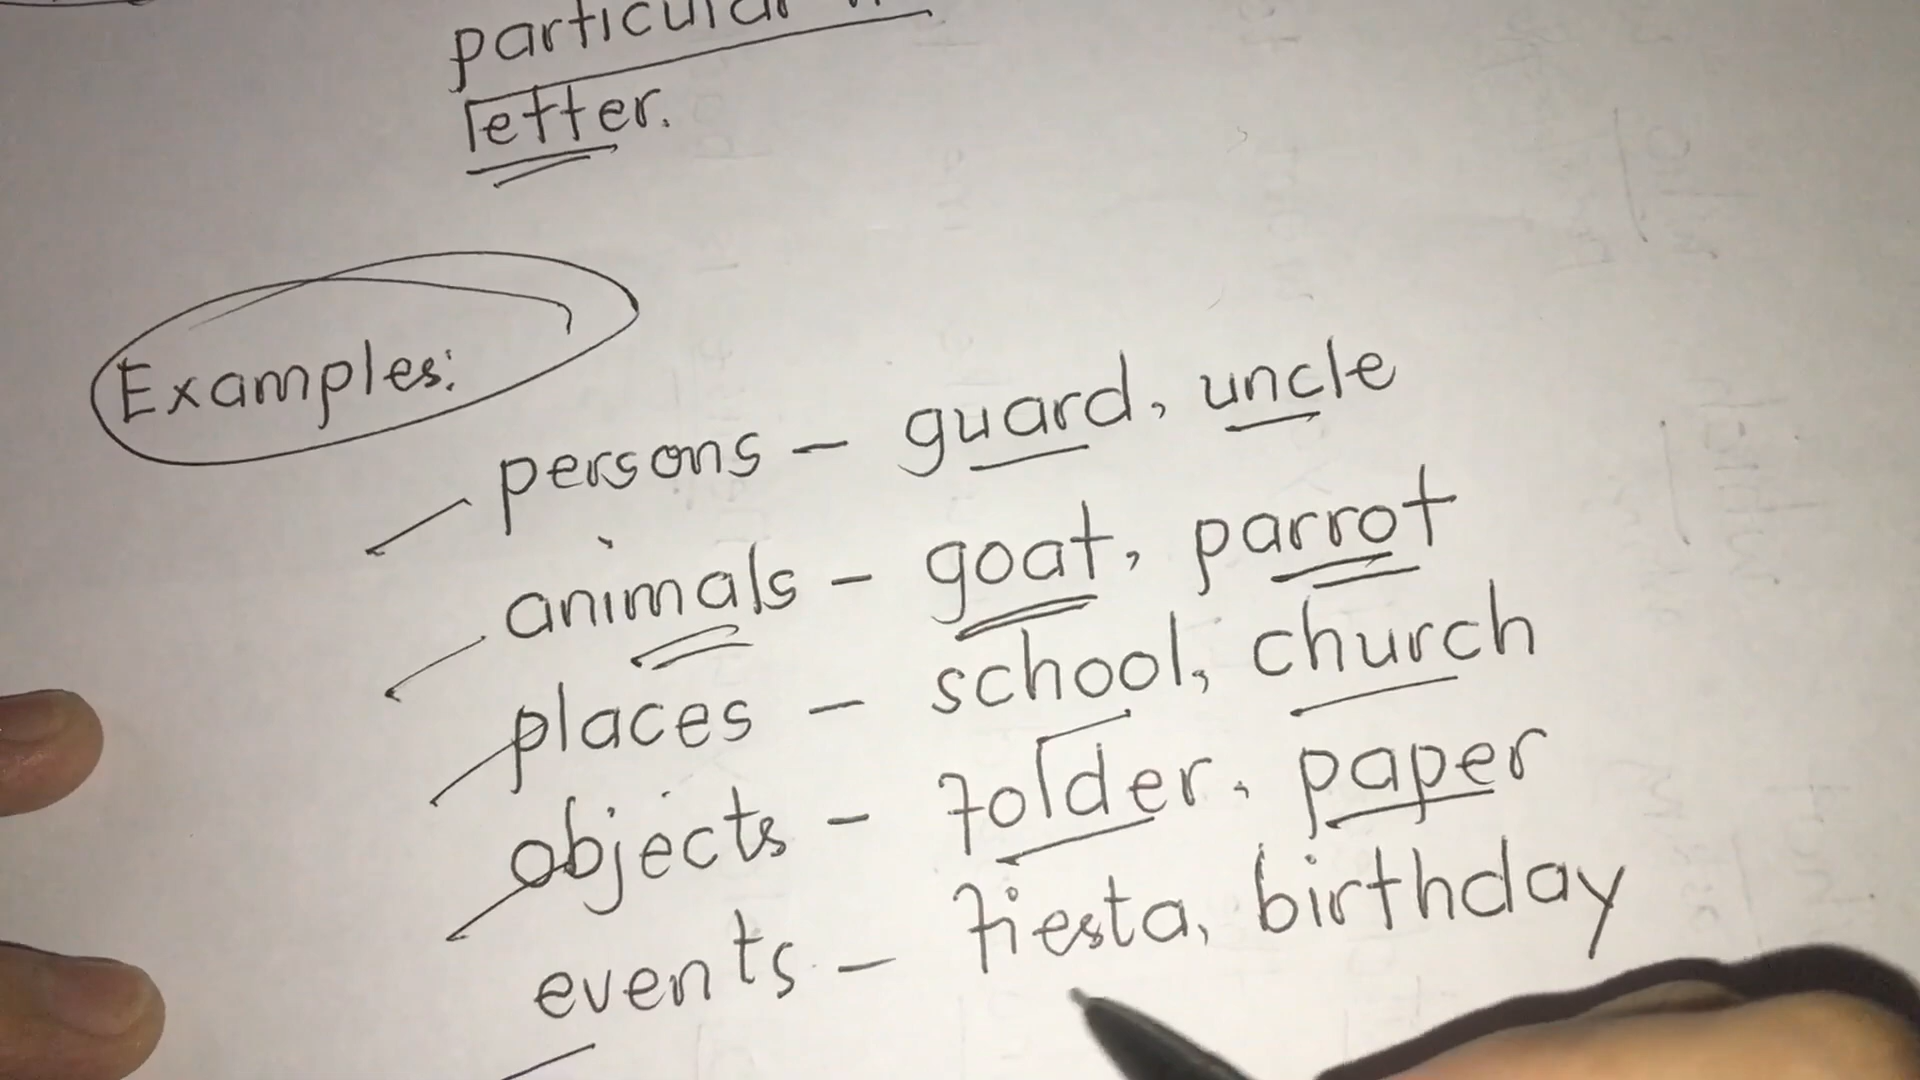 particular
letter.
Examples:
persons - guard, uncle
animals - goat, parrot
places - school, church
objects - folder, paper
events - fiesta, birthday